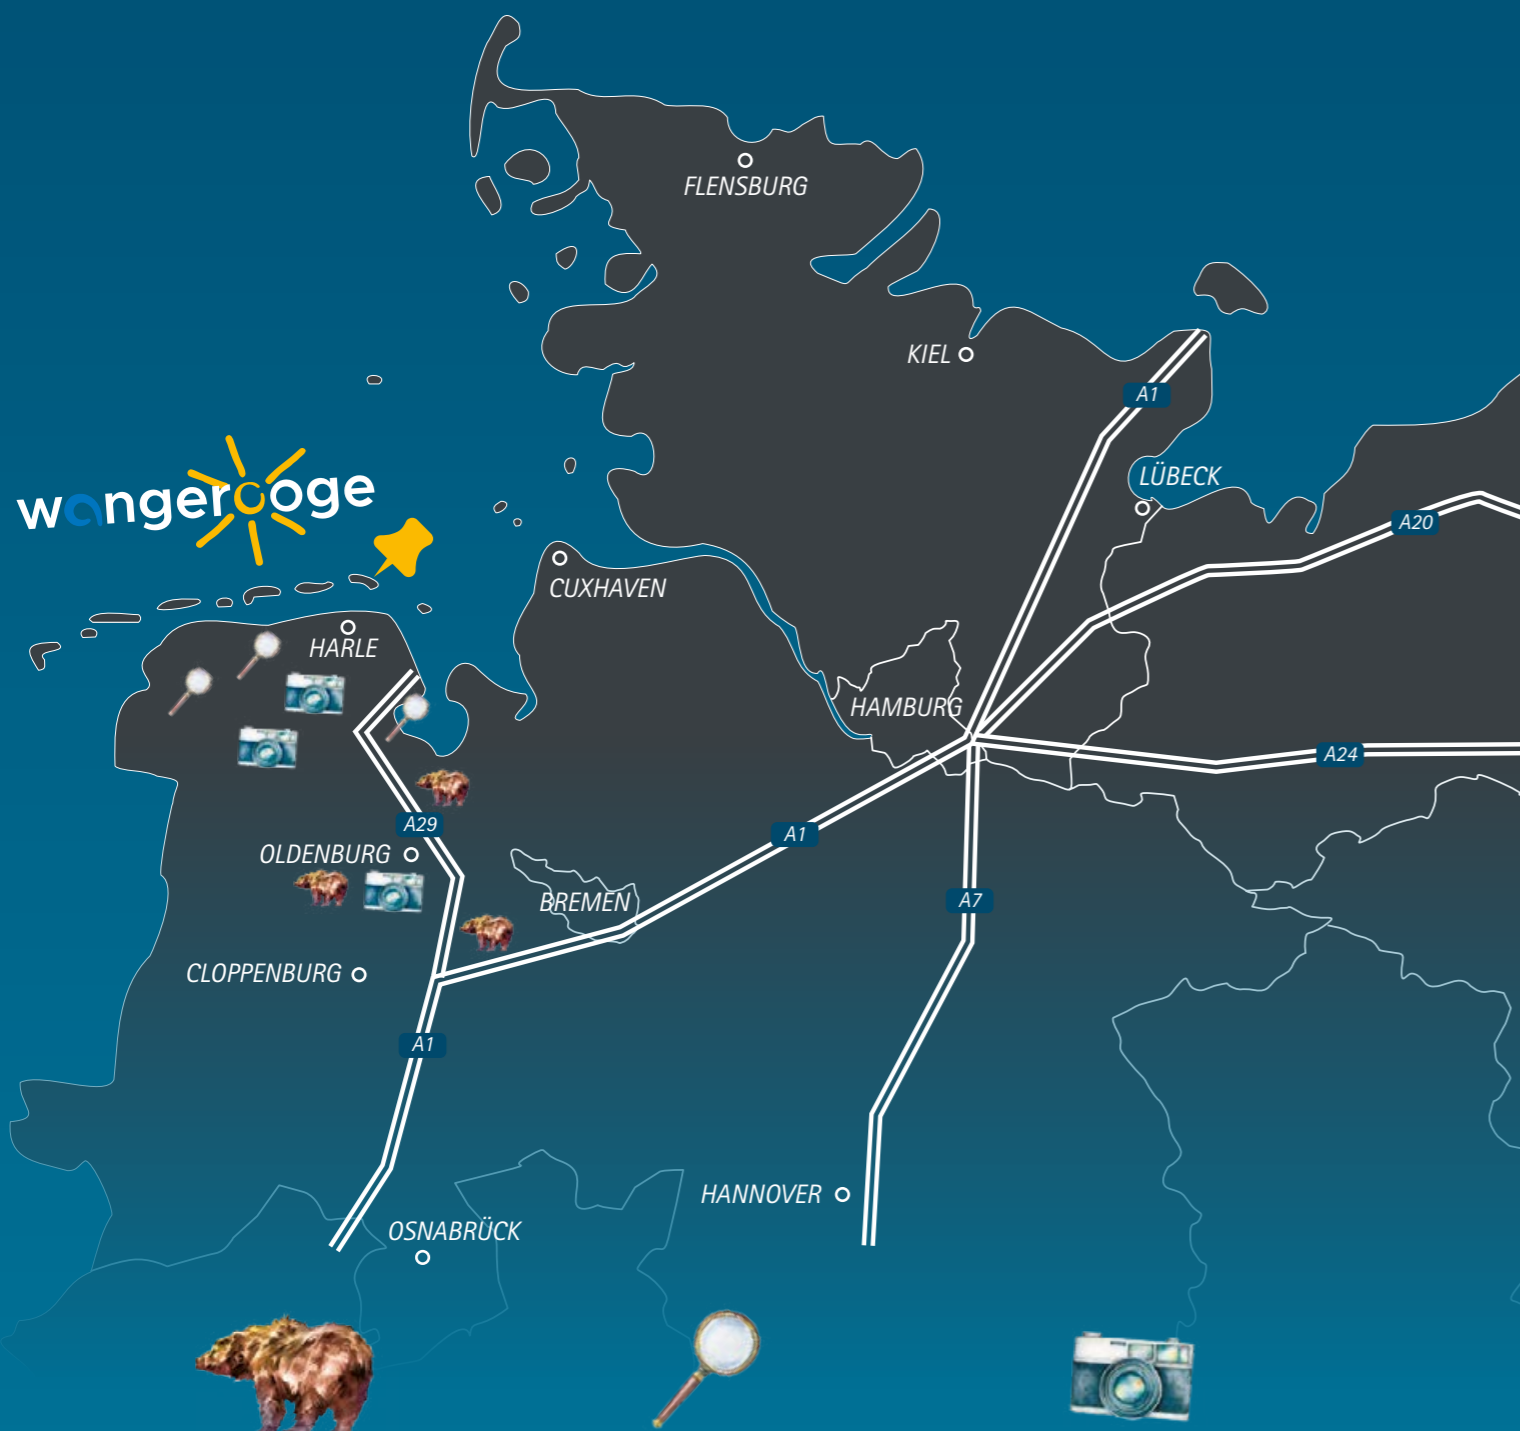 FLENSBURG
KIEL
A1
LÜBECK
wangerooge
A20
CUXHAVEN
HARLE
HAMBURG
A24
A29
A1
OLDENBURG
BREMEN
A7
CLOPPENBURG
A1
HANNOVER
OSNABRÜCK